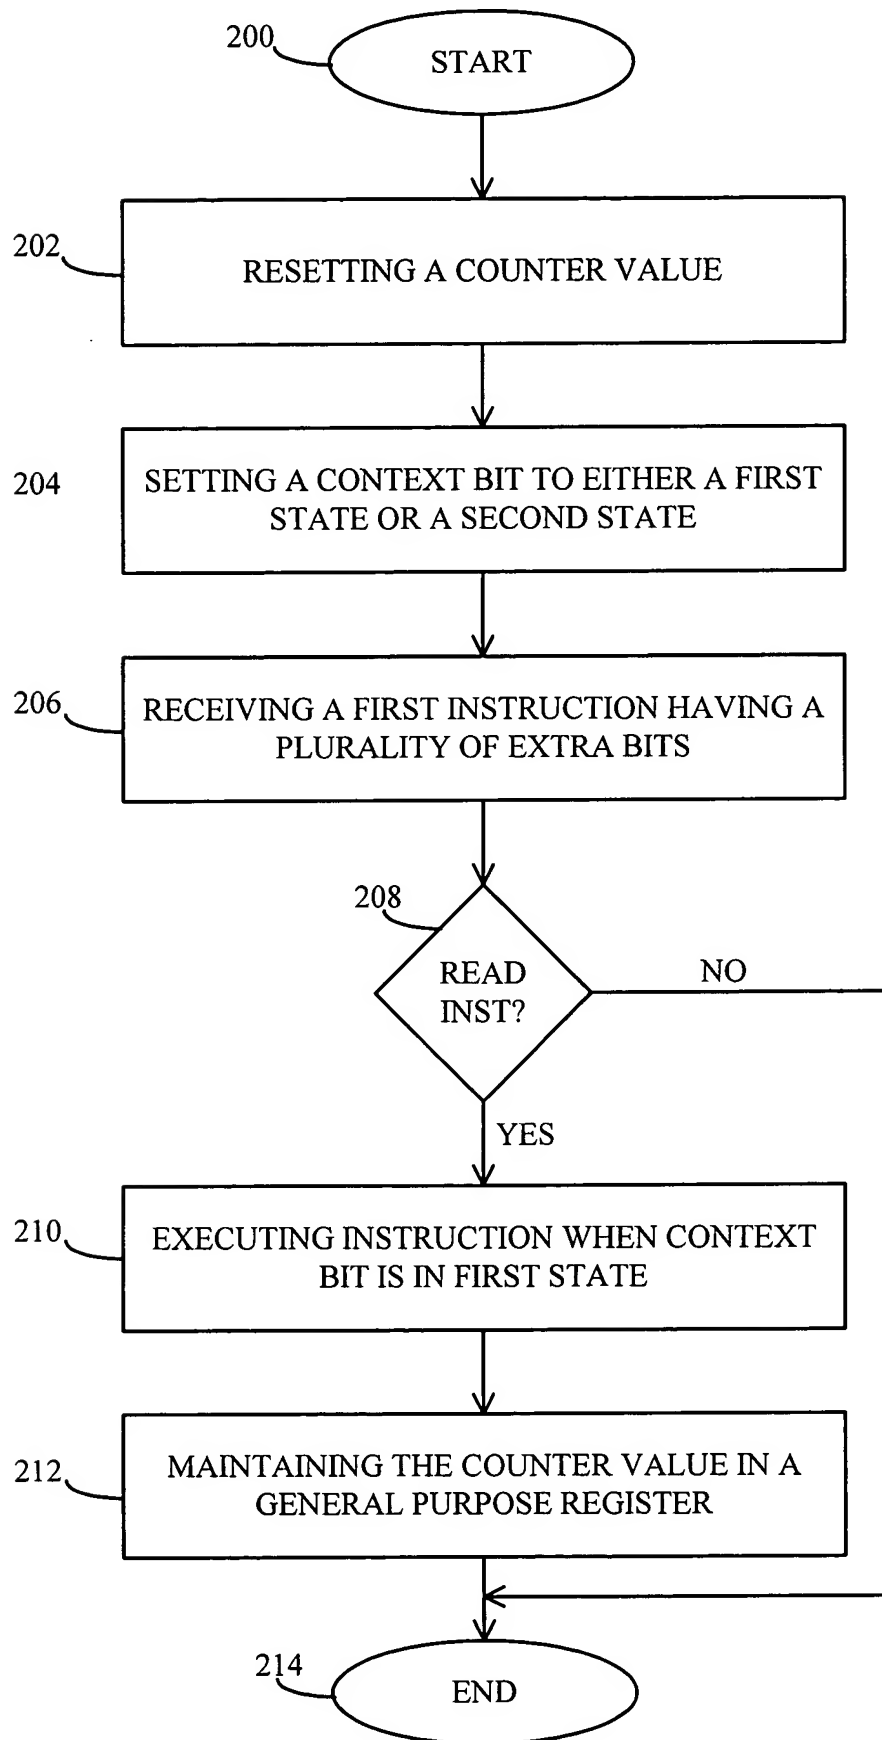 200
START
202
RESETTING A COUNTER VALUE
204
SETTING A CONTEXT BIT TO EITHER A FIRST
STATE OR A SECOND STATE
206
RECEIVING A FIRST INSTRUCTION HAVING A
PLURALITY OF EXTRA BITS
208
READ
INST?
NO
YES
210
EXECUTING INSTRUCTION WHEN CONTEXT
BIT IS IN FIRST STATE
212
MAINTAINING THE COUNTER VALUE IN A
GENERAL PURPOSE REGISTER
214
END